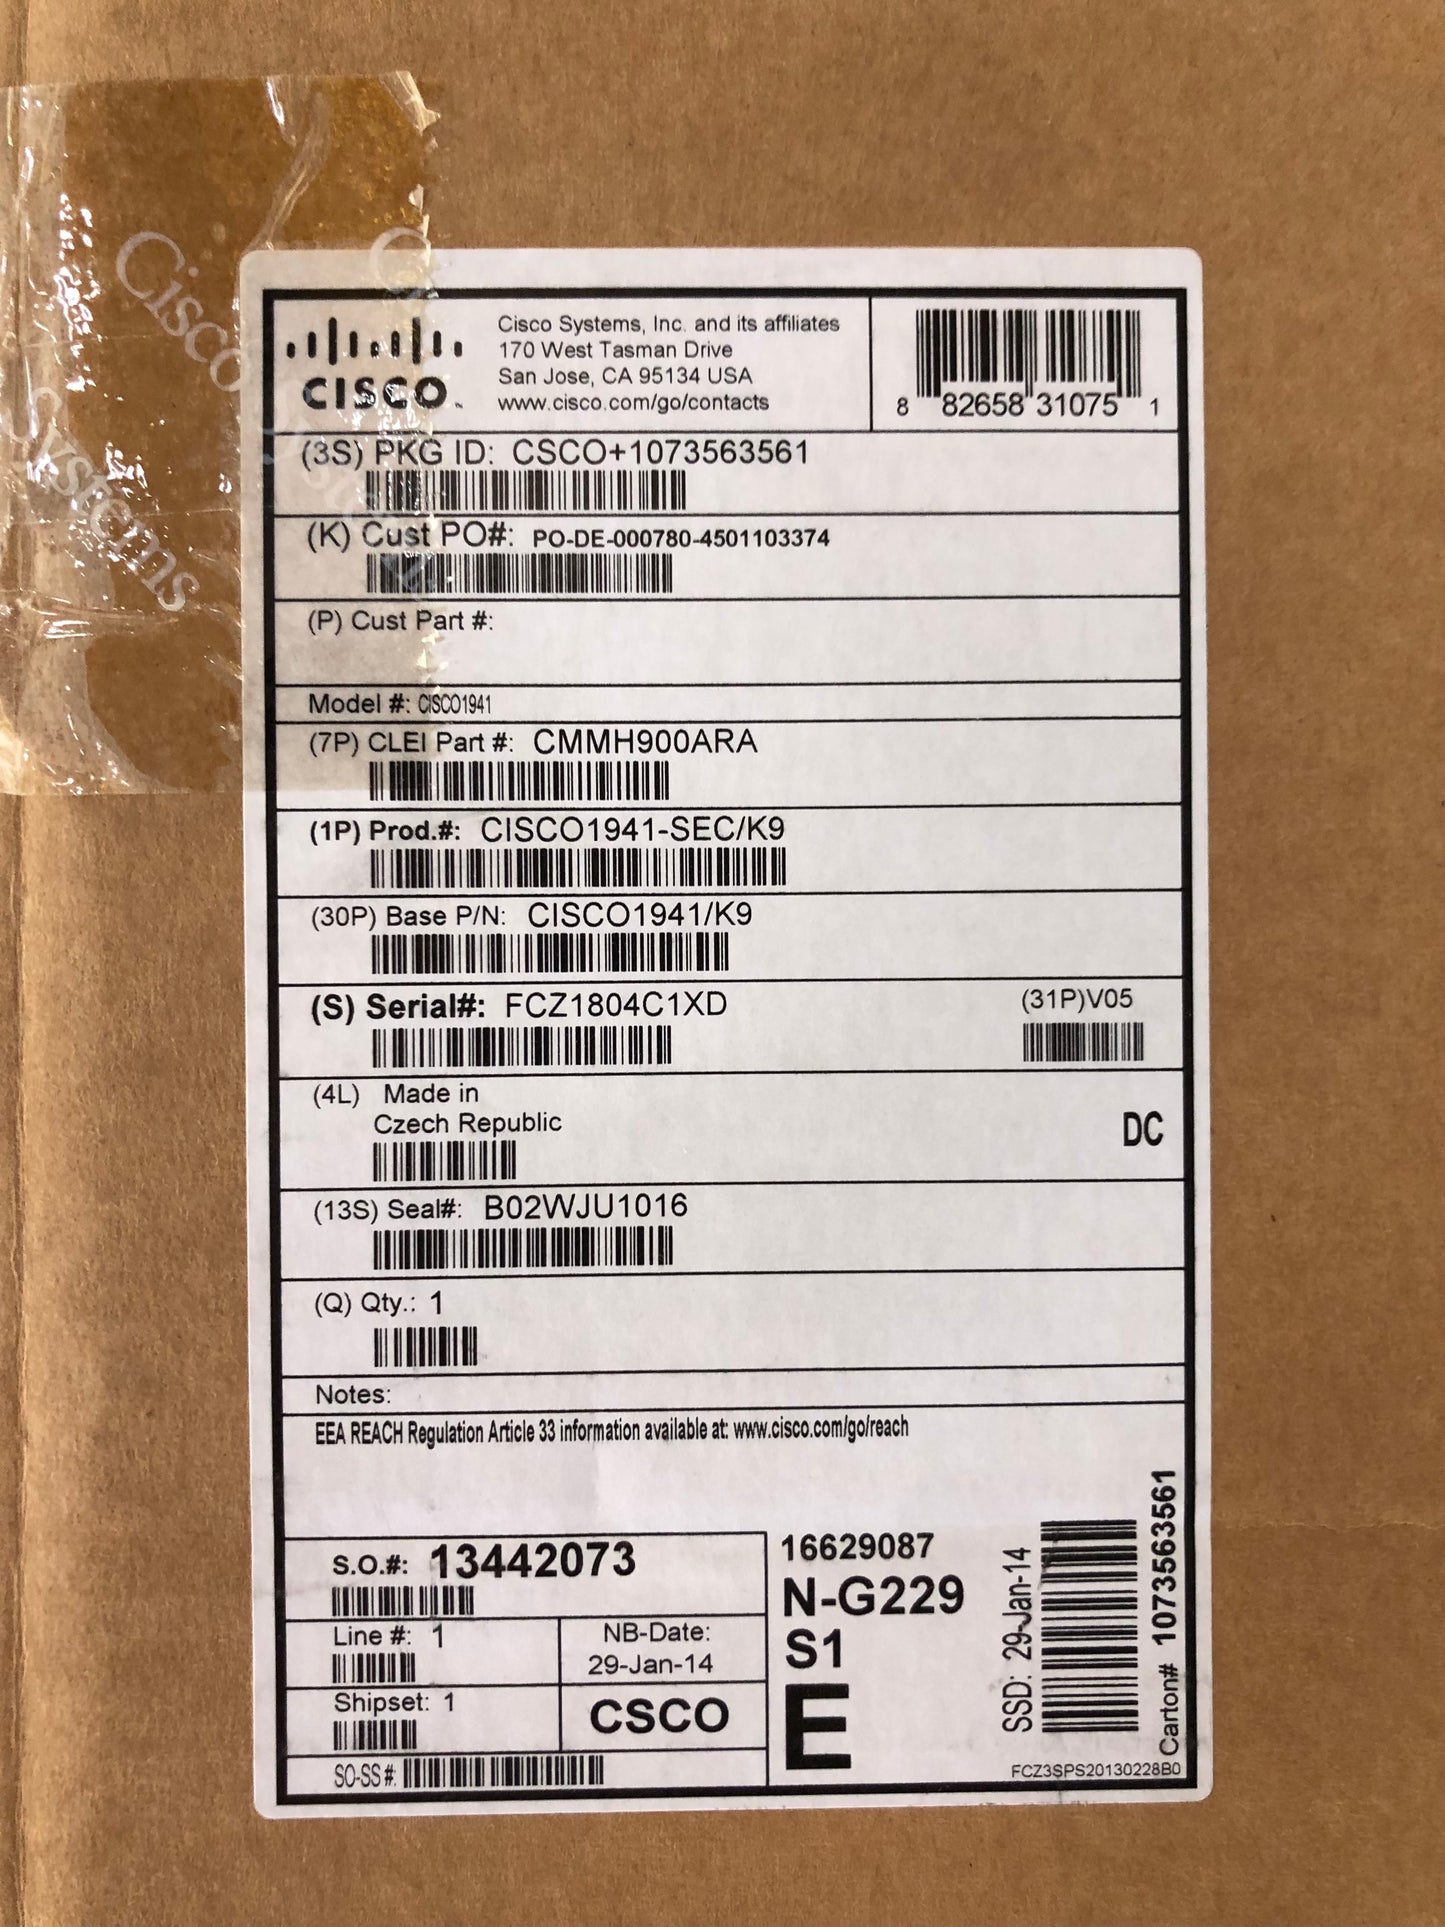 Cisco
Systems
CISCO
Cisco Systems, Inc. and its affiliates
170 West Tasman Drive
San Jose, CA 95134 USA
www.cisco.com/go/contacts
8 82658 31075 1
(3S) PKG ID: CSCO+1073563561
(K) Cust PO#: PO-DE-000780-4501103374
(P) Cust Part #:
Model #: CISCO1941
(7P) CLEI Part #: CMMH900ARA
(1P) Prod.#: CISCO1941-SEC/K9
(30P) Base P/N: CISCO1941/K9
(S) Serial#: FCZ1804C1XD
(31P)V05
(4L) Made in
Czech Republic
DC
(13S) Seal#: B02WJU1016
(Q) Qty.: 1
Notes:
EEA REACH Regulation Article 33 information available at: www.cisco.com/go/reach
S.O.#: 13442073
Line #: 1
NB-Date:
29-Jan-14
Shipset: 1
CSCO
SO-SS #:
16629087
N-G229
S1
E
SSD: 29-Jan-14
Carton# 1073563561
FCZ3SPS20130228B0